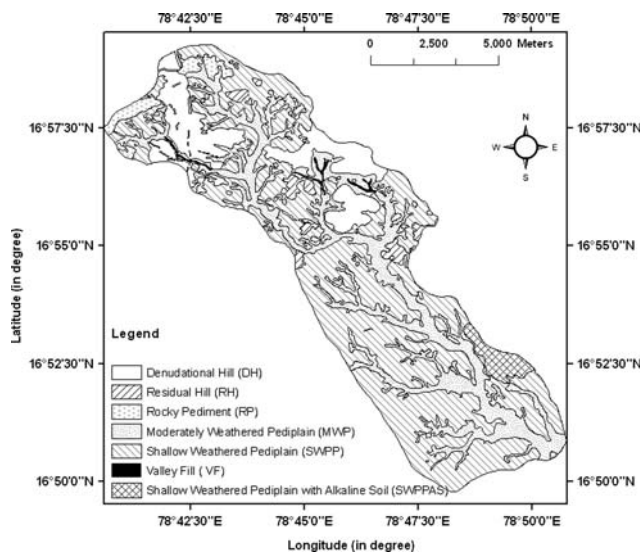 78°42'30"E 78°45'0"E 78°47'30"E 78°50'0"E
0 2,500 5,000 Meters
16°57'30"N 16°57'30"N
N
W E
S
16°55'0"N 16°55'0"N
Latitude (in degree)
Legend
16°52'30"N 16°52'30"N
Denudational Hill (DH)
Residual Hill (RH)
Rocky Pediment (RP)
Moderately Weathered Pediplain (MWP)
Shallow Weathered Pediplain (SWPP)
Valley Fill ( VF)
16°50'0"N 16°50'0"N
Shallow Weathered Pediplain with Alkaline Soil (SWPPAS)
78°42'30"E 78°45'0"E 78°47'30"E 78°50'0"E
Longitude (in degree)